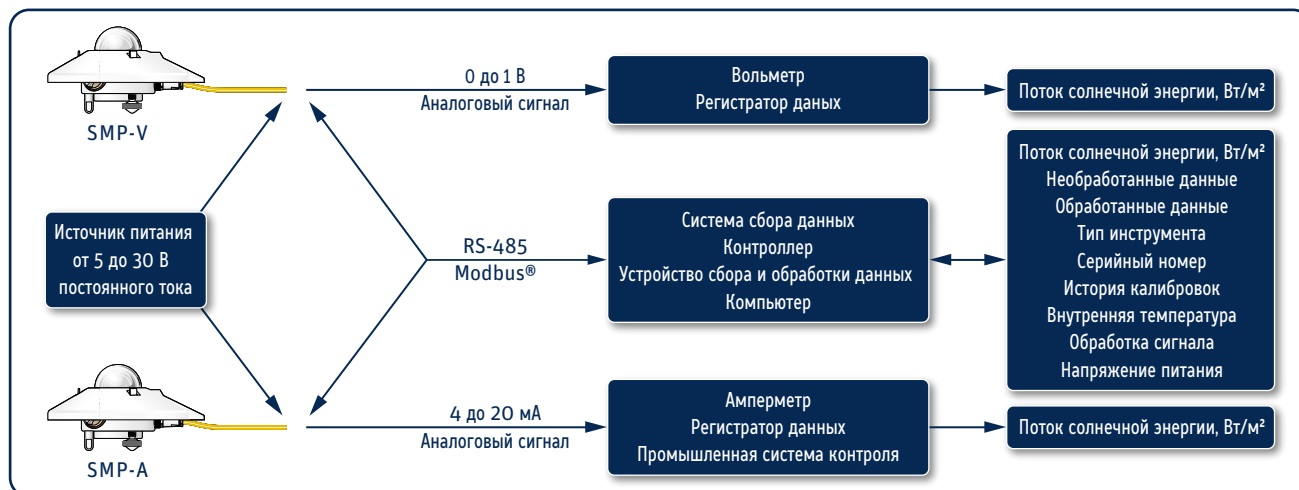 SMP-V
0 до 1 В
Аналоговый сигнал
Вольметр
Регистратор даных
Поток солнечной энергии, Вт/м²
Источник питания
от 5 до 30 В
постоянного тока
RS-485
Modbus®
Система сбора данных
Контроллер
Устройство сбора и обработки данных
Компьютер
Поток солнечной энергии, Вт/м²
Необработанные данные
Обработанные данные
Тип инструмента
Серийный номер
История калибровок
Внутренняя температура
Обработка сигнала
Напряжение питания
SMP-A
4 до 20 мА
Аналоговый сигнал
Амперметр
Регистратор данных
Промышленная система контроля
Поток солнечной энергии, Вт/м²